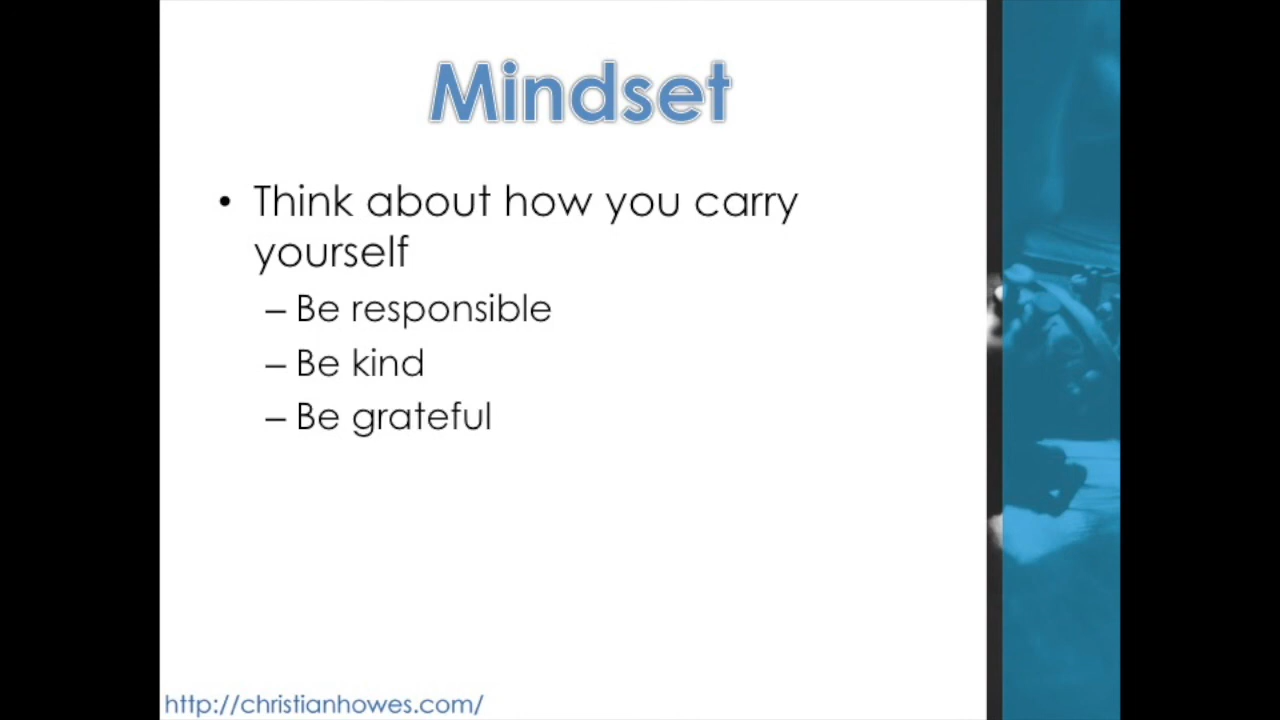 Mindset
• Think about how you carry
yourself
– Be responsible
– Be kind
– Be grateful
http://christianhowes.com/